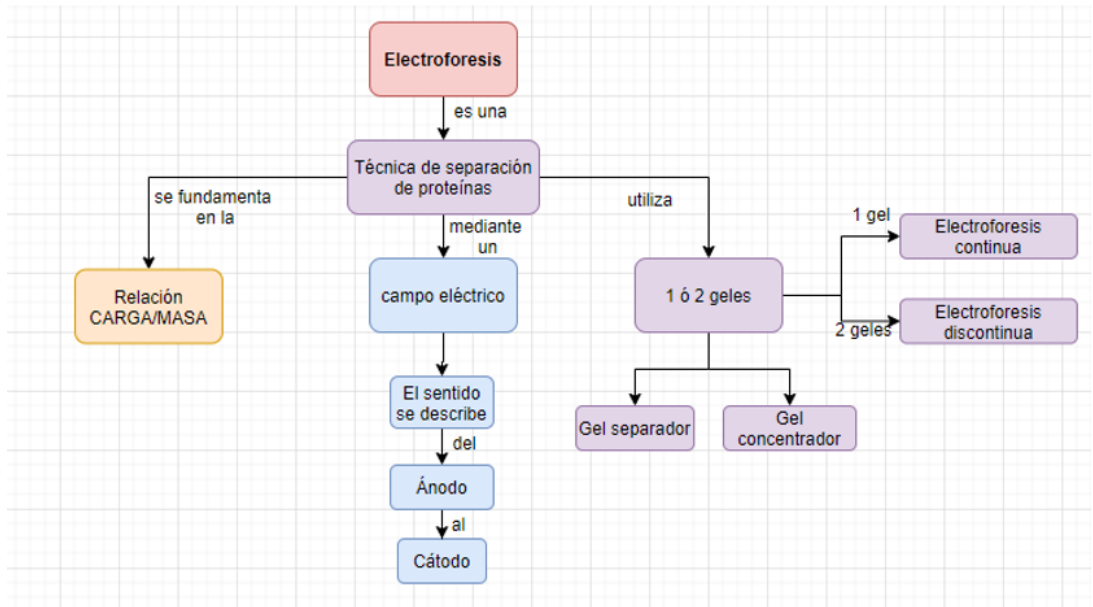 Electroforesis
es una
Técnica de separación
de proteínas
se fundamenta
en la
Relación
CARGA/MASA
mediante
un
campo eléctrico
El sentido
se describe
del
Ánodo
al
Cátodo
utiliza
1 ó 2 geles
1 gel
Electroforesis
continua
2 geles
Electroforesis
discontinua
Gel separador
Gel
concentrador